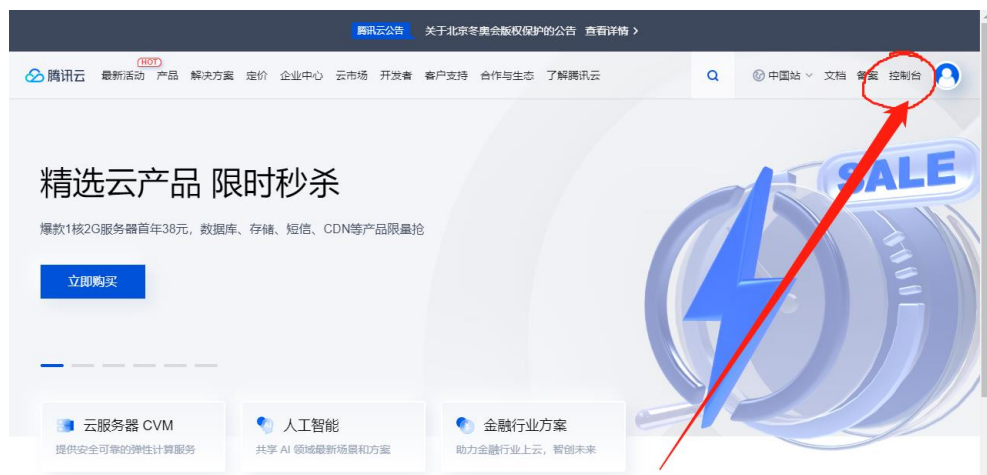 腾讯云公告 关于北京冬奥会版权保护的公告 查看详情 >
腾讯云 最新活动 HOT 产品 解决方案 定价 企业中心 云市场 开发者 客户支持 合作与生态 了解腾讯云 中国站 文档 备案 控制台
精选云产品 限时秒杀
爆款1核2G服务器首年38元，数据库、存储、短信、CDN等产品限量抢
SALE
立即购买
云服务器 CVM 人工智能 金融行业方案
提供安全可靠的弹性计算服务 共享 AI 领域最新场景和方案 助力金融行业上云，智创未来